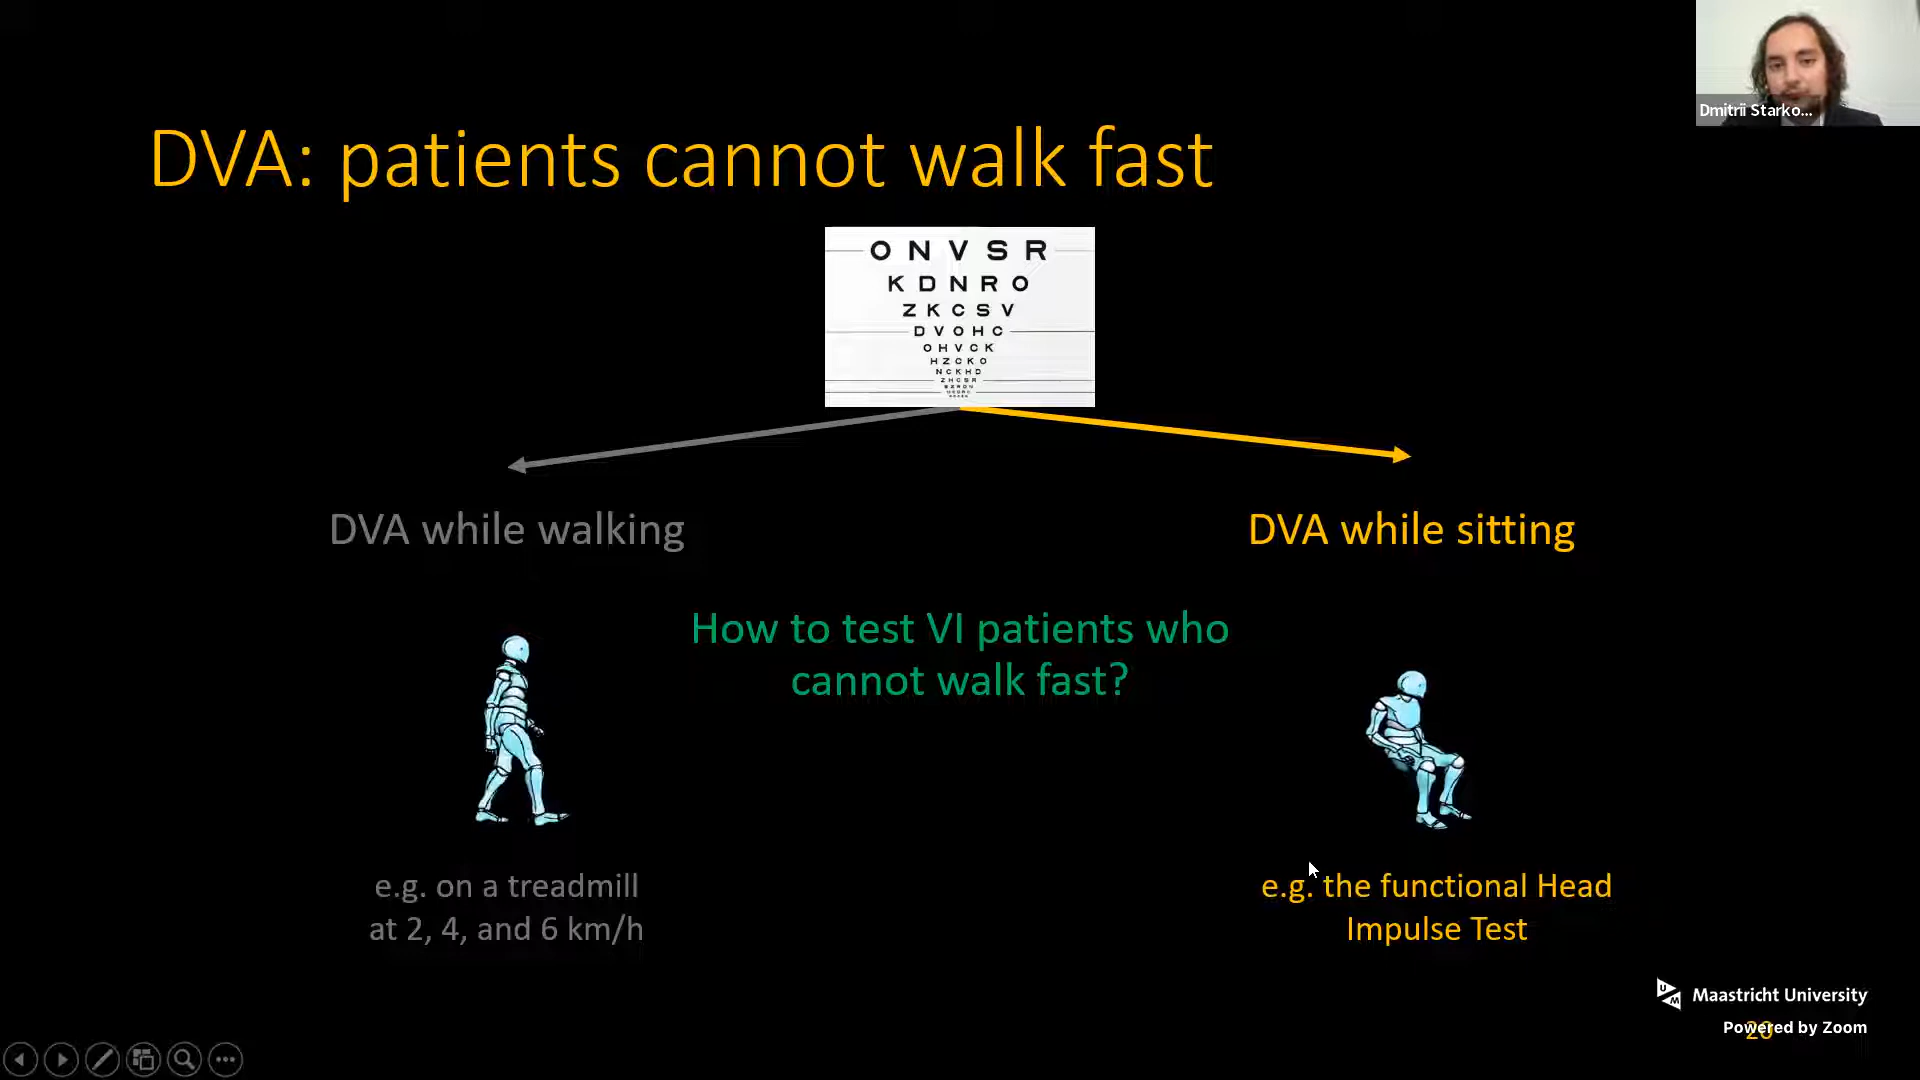 Dmitrii Starko...
DVA: patients cannot walk fast
O N V S R
K D N R O
Z K C S V
D V O H C
O H V C K
H Z C K O
N C K H D
Z H C S R
DVA while walking
DVA while sitting
How to test VI patients who
cannot walk fast?
e.g. on a treadmill
at 2, 4, and 6 km/h
e.g. the functional Head
Impulse Test
UM
Maastricht University
Powered by Zoom
20